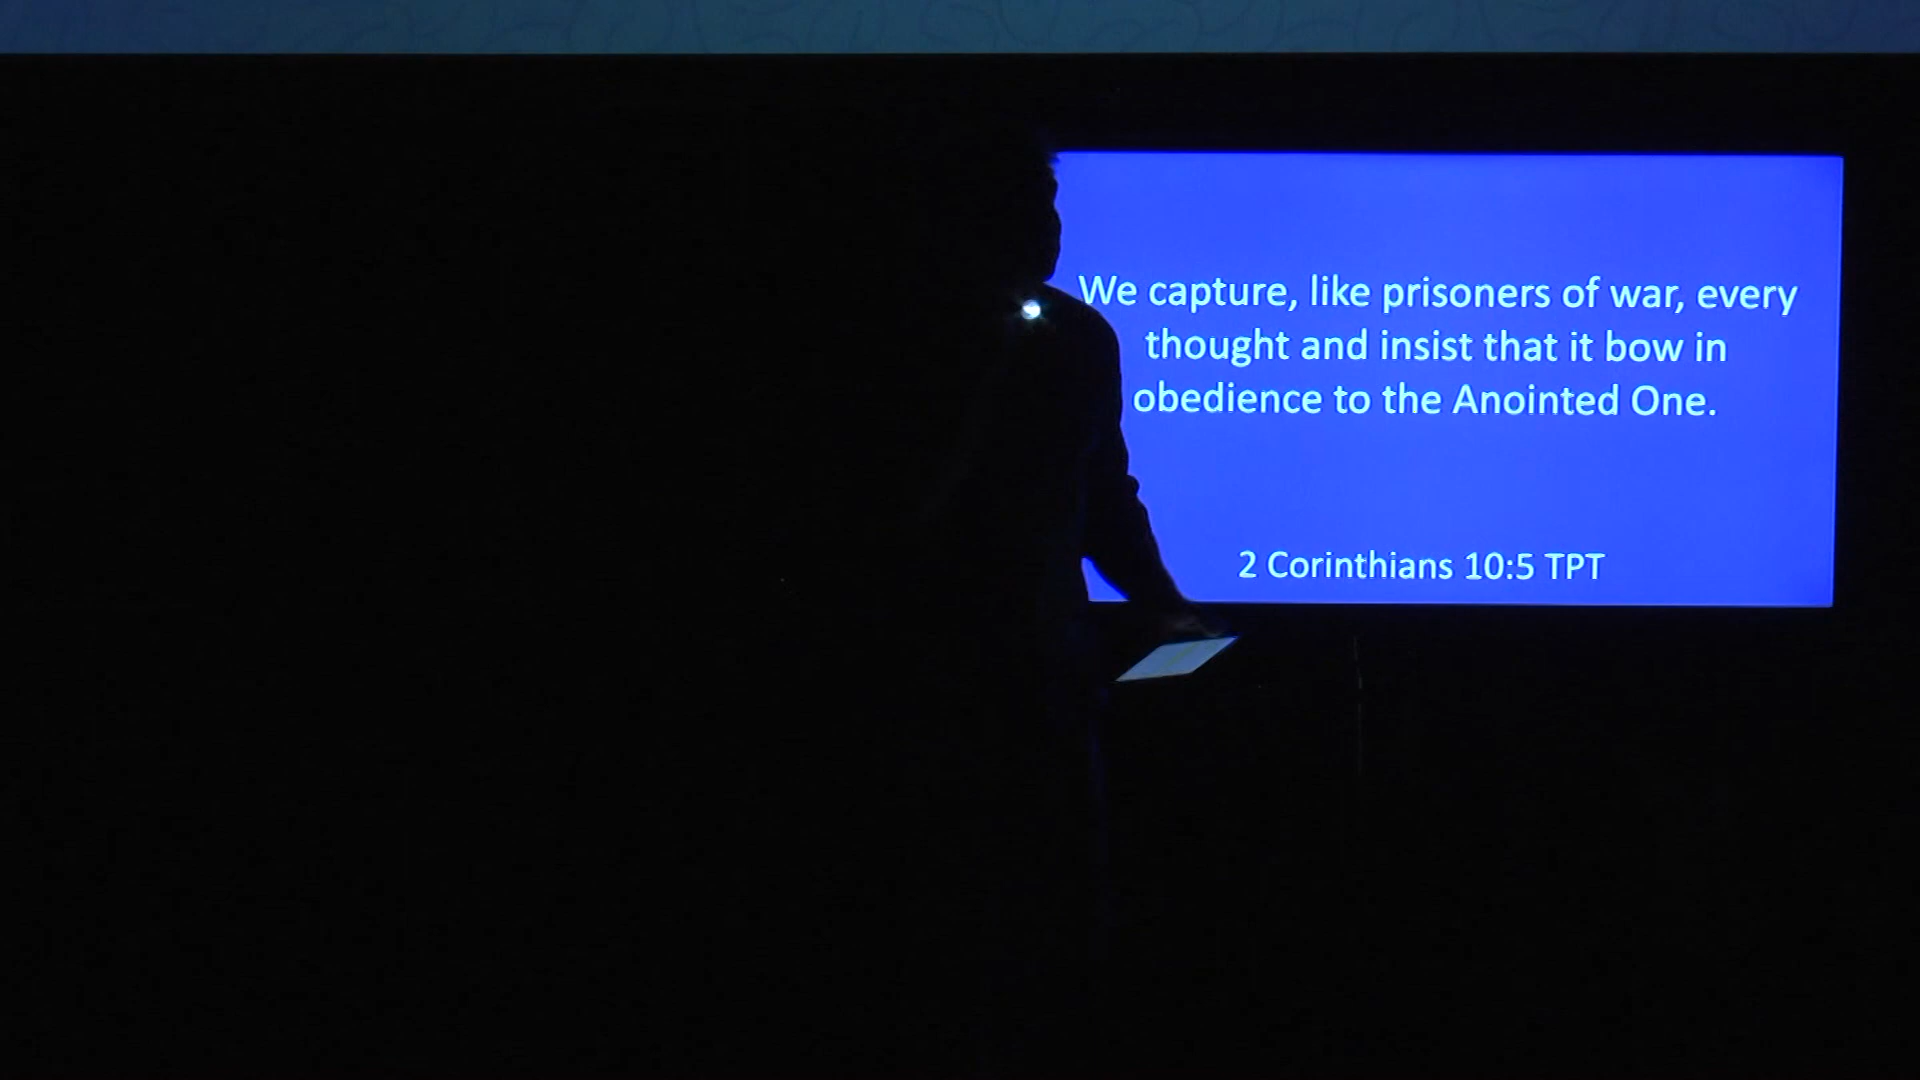 We capture, like prisoners of war, every
thought and insist that it bow in
obedience to the Anointed One.
2 Corinthians 10:5 TPT